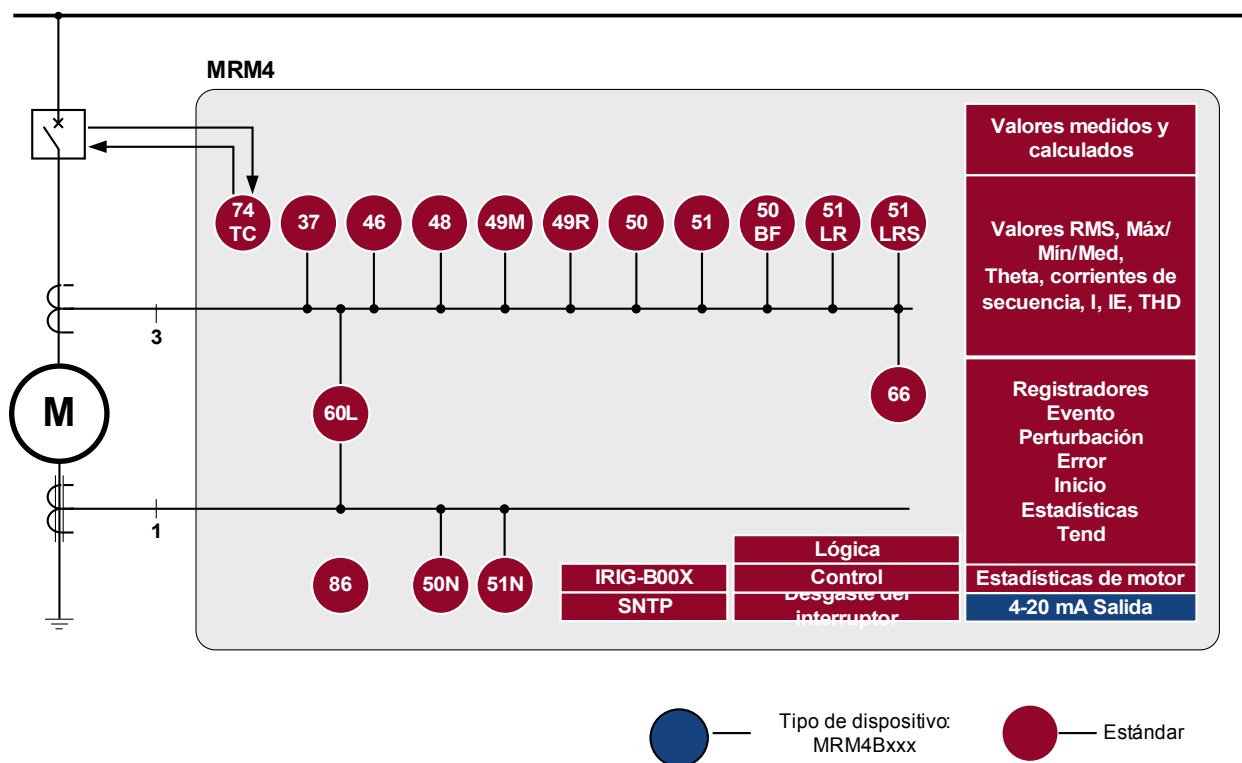 MRM4
Valores medidos y
calculados
74
TC
37
46
48
49M
49R
50
51
50
BF
51
LR
51
LRS
Valores RMS, Máx/
Mín/Med,
Theta, corrientes de
secuencia, I, IE, THD
3
M
60L
66
Registradores
Evento
Perturbación
Error
Inicio
Estadísticas
Tend
1
86
50N
51N
Lógica
IRIG-B00X
Control
Estadísticas de motor
SNTP
Desgaste del
interruptor
4-20 mA Salida
Tipo de dispositivo:
MRM4Bxxx
Estándar